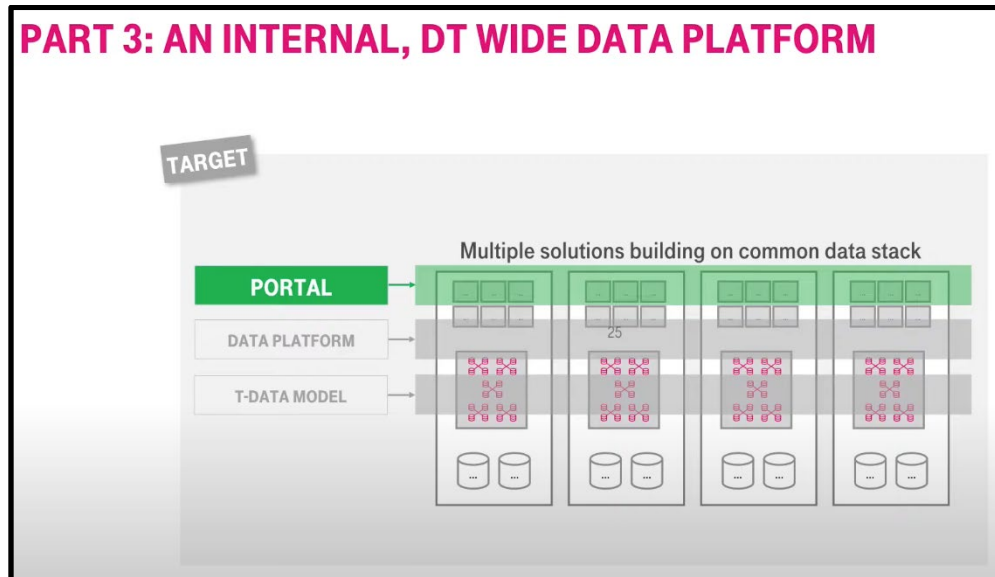 PART 3: AN INTERNAL, DT WIDE DATA PLATFORM
TARGET
Multiple solutions building on common data stack
PORTAL
... ... ... ... ... ... ... ... ... ... ... ...
... ... ... ... ... ... ... ... ... ... ... ...
DATA PLATFORM
25
T-DATA MODEL
... ... ... ... ... ... ... ...